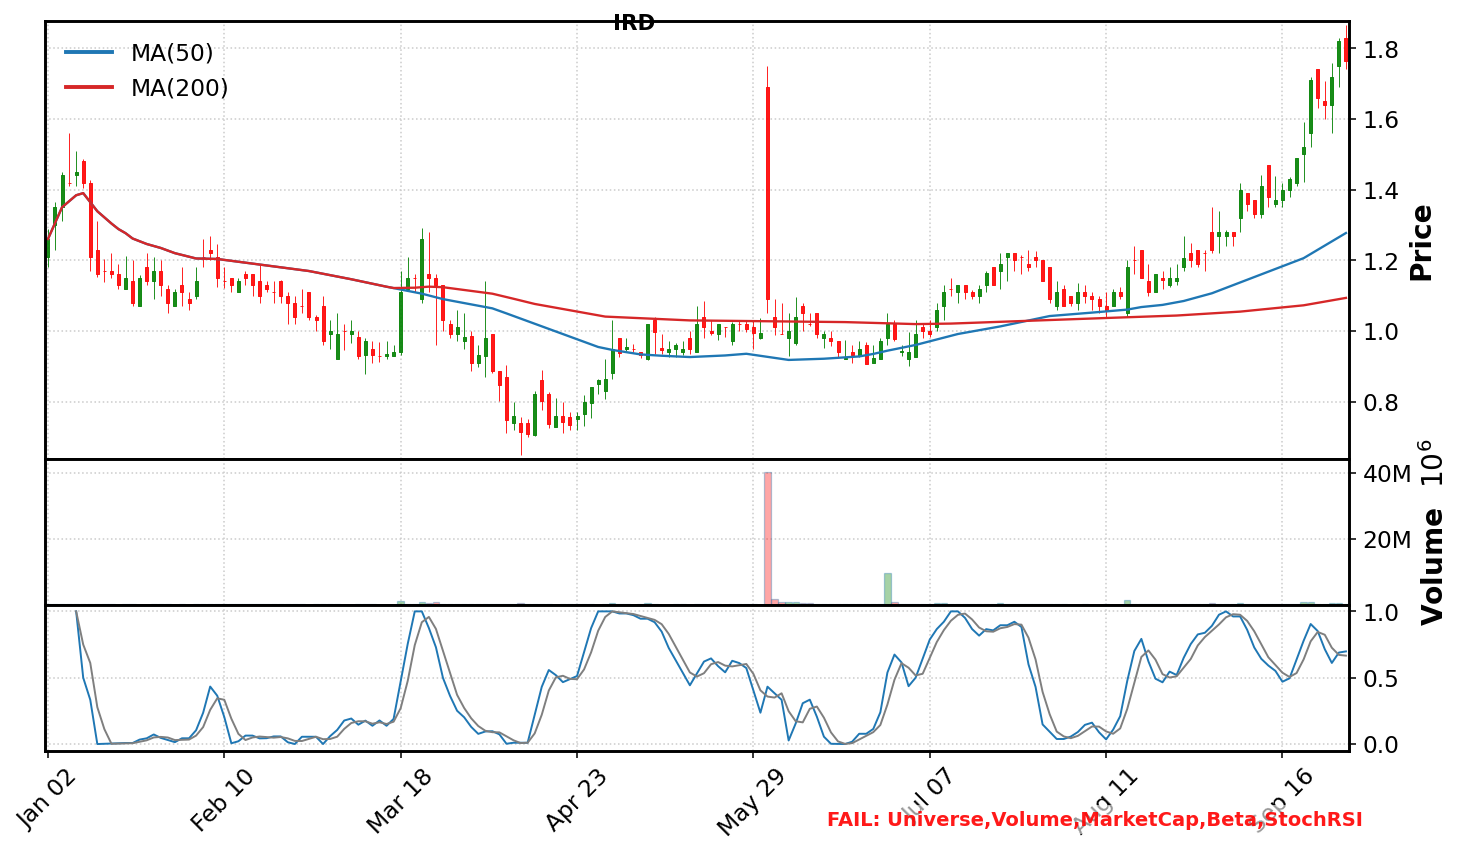 IRD
MA(50)
MA(200)
1.8
1.6
1.4
1.2
1.0
0.8
Price
40M
20M
Volume 10^6
1.0
0.5
0.0
Jan 02
Feb 10
Mar 18
Apr 23
May 29
Jul 07
Aug 11
Sep 16
FAIL: Universe,Volume,MarketCap,Beta,StochRSI